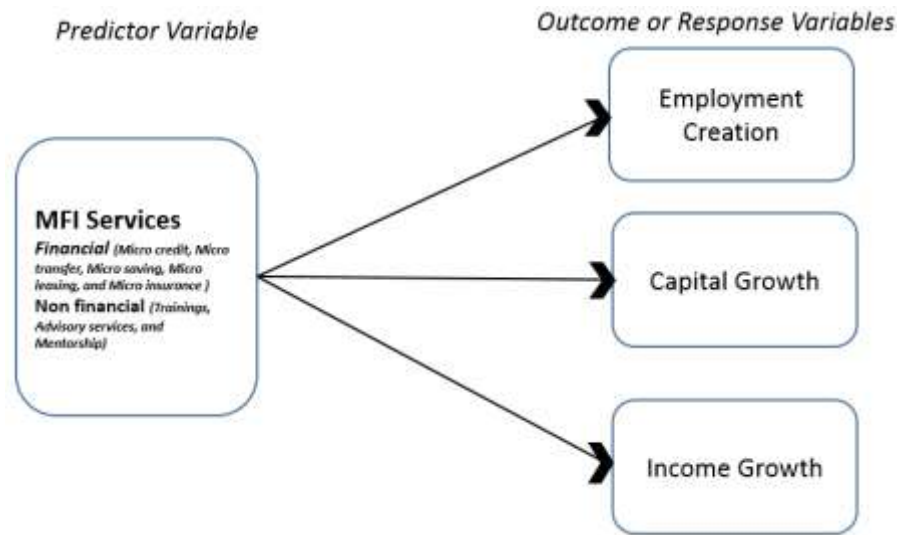 Predictor Variable
Outcome or Response Variables
MFI Services
Financial (Micro credit, Micro
transfer, Micro saving, Micro
leasing, and Micro insurance )
Non financial (Trainings,
Advisory services, and
Mentorship)
Employment
Creation
Capital Growth
Income Growth